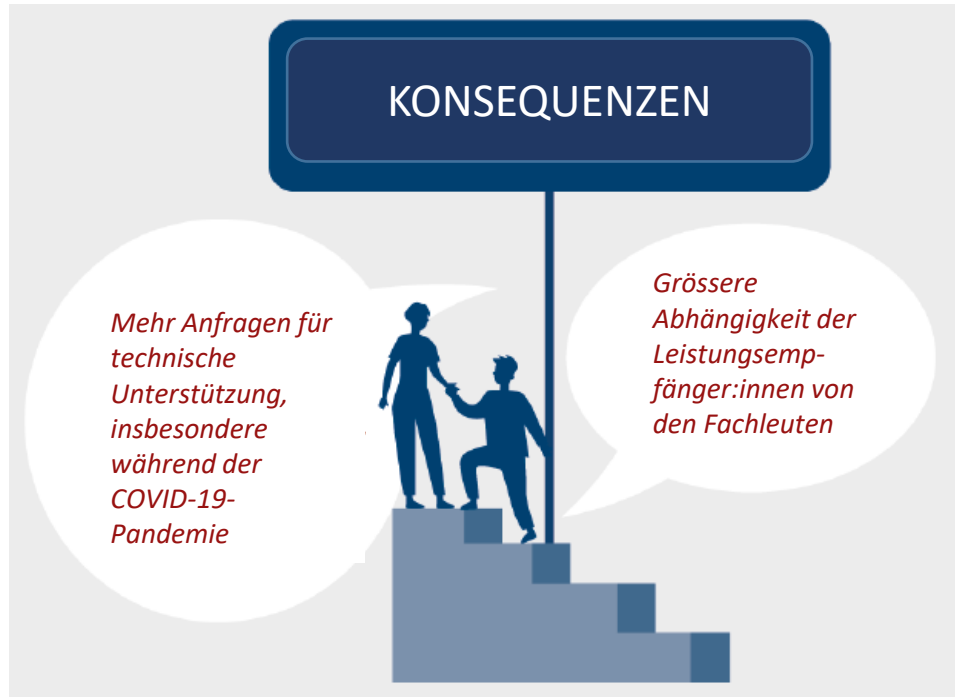 KONSEQUENZEN
Mehr Anfragen für
technische
Unterstützung,
insbesondere
während der
COVID-19-
Pandemie
Grössere
Abhängigkeit der
Leistungsemp-
fänger:innen von
den Fachleuten